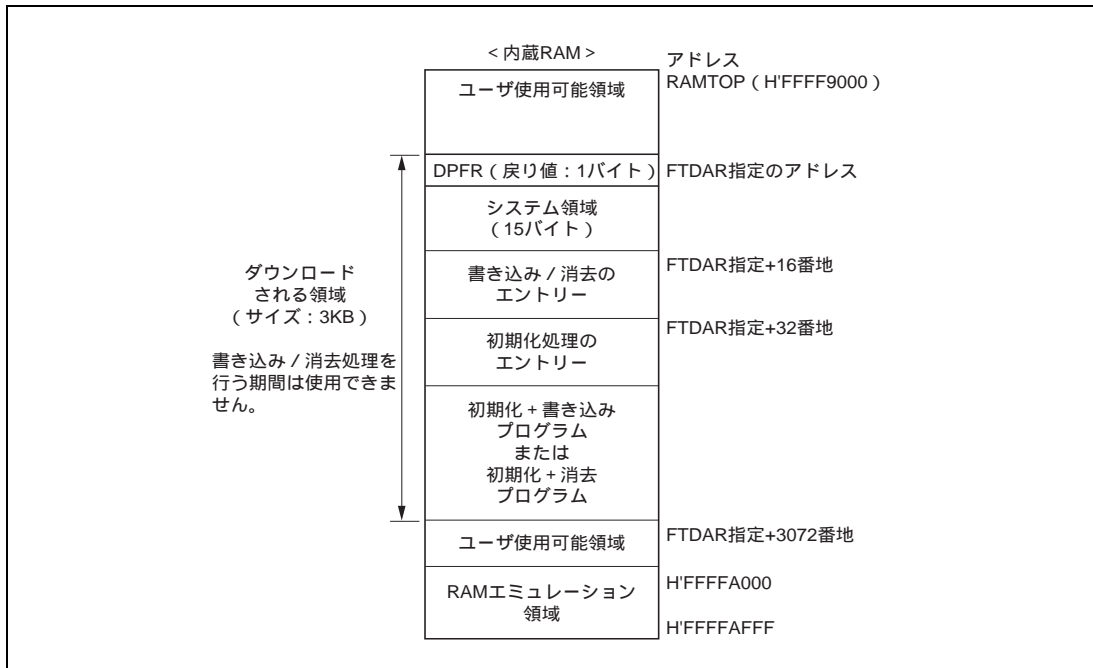 ＜内蔵RAM＞
アドレス
RAMTOP（H'FFFF9000）
ユーザ使用可能領域
DPFR（戻り値：1バイト）
FTDAR指定のアドレス
システム領域
（15バイト）
ダウンロード
される領域
（サイズ：3KB）
書き込み／消去処理を
行う期間は使用できま
せん。
書き込み／消去の
エントリー
FTDAR指定+16番地
初期化処理の
エントリー
FTDAR指定+32番地
初期化＋書き込み
プログラム
または
初期化＋消去
プログラム
ユーザ使用可能領域
FTDAR指定+3072番地
RAMエミュレーション
領域
H'FFFFA000
H'FFFFAFFF